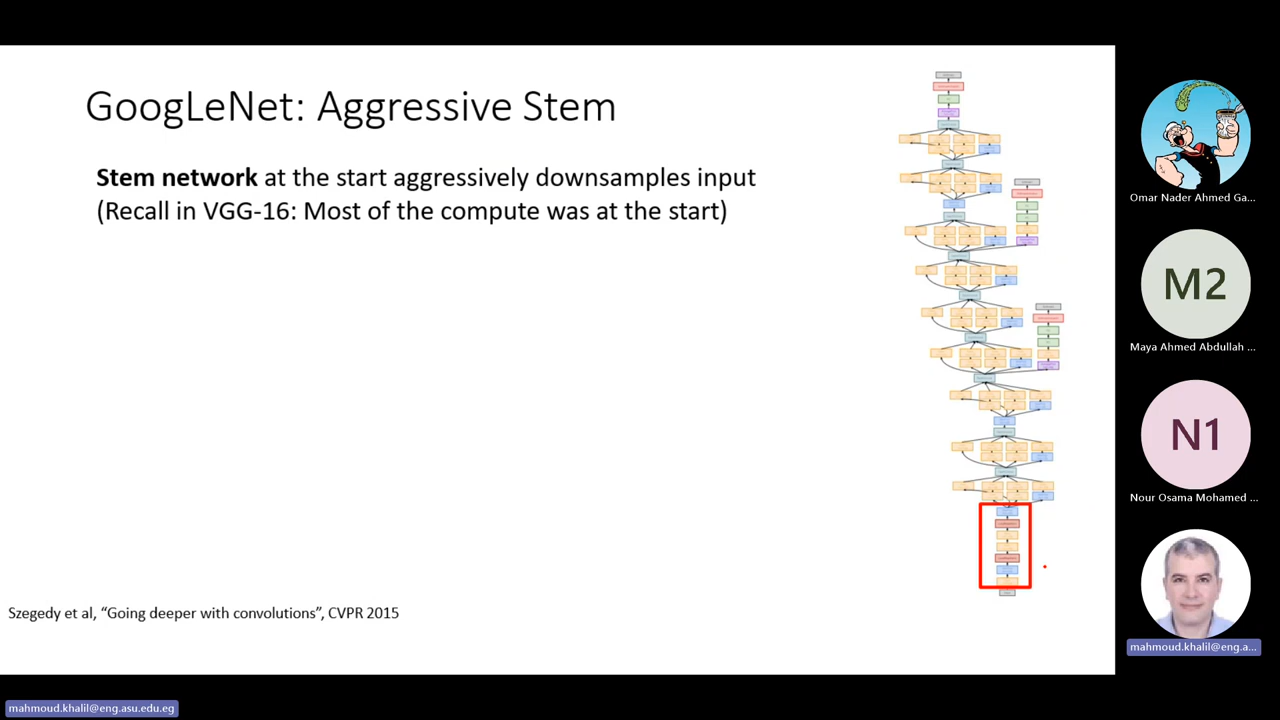 GoogLeNet: Aggressive Stem
Stem network at the start aggressively downsamples input
(Recall in VGG-16: Most of the compute was at the start)
Szegedy et al, “Going deeper with convolutions”, CVPR 2015
Omar Nader Ahmed Ga...
M2
Maya Ahmed Abdullah ...
N1
Nour Osama Mohamed ...
mahmoud.khalil@eng.a...
mahmoud.khalil@eng.asu.edu.eg